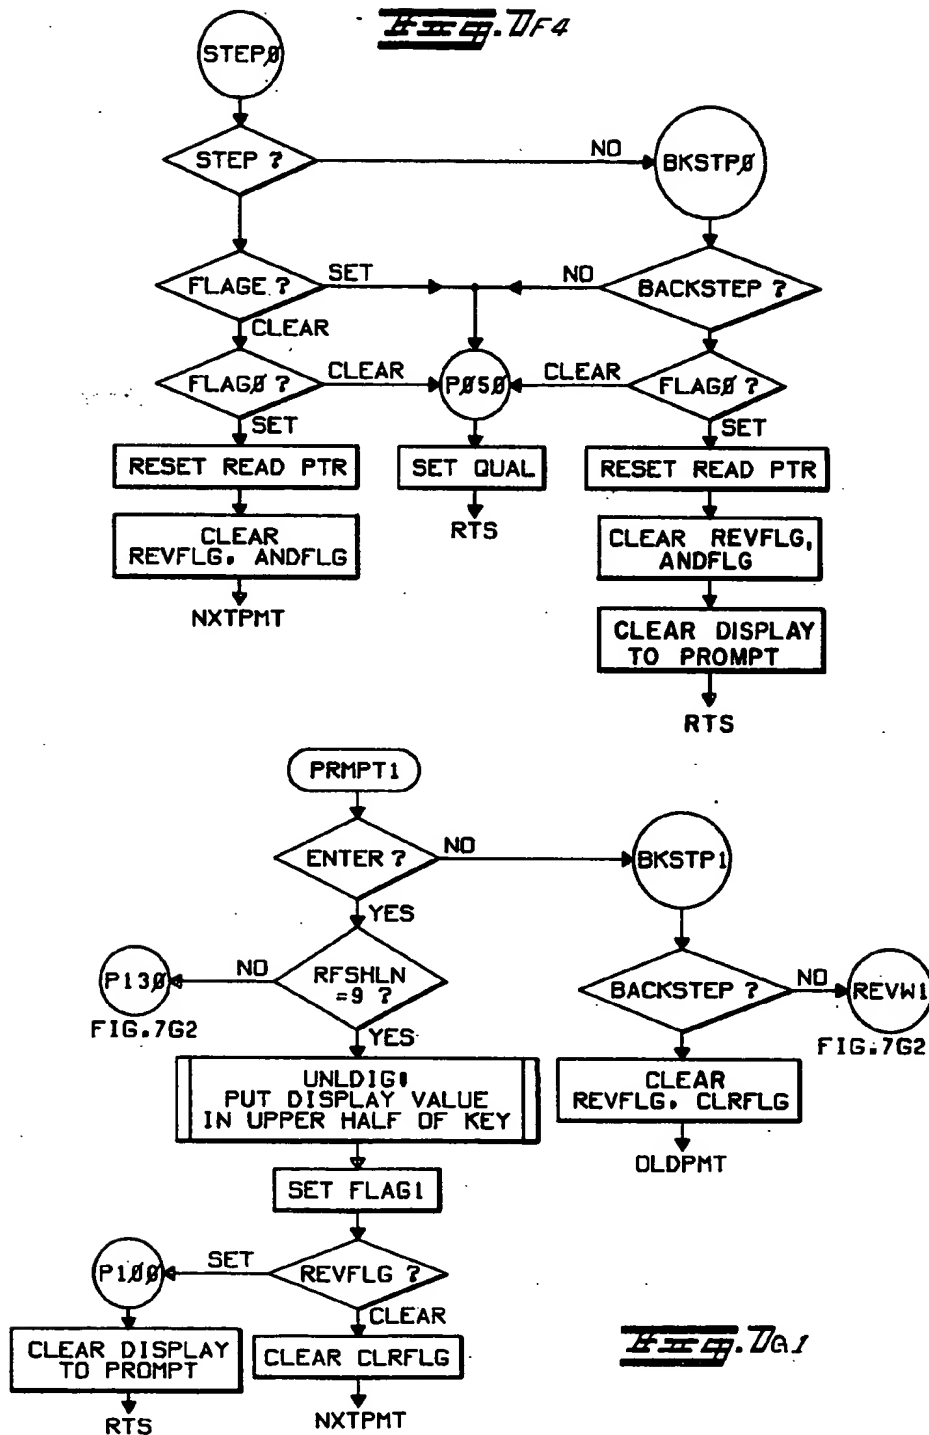 Fig. 7F4
STEP0
STEP ?
NO
BKSTP0
FLAGE ?
SET
NO
BACKSTEP ?
CLEAR
FLAG0 ?
CLEAR
P050
CLEAR
FLAG0 ?
SET
SET
RESET READ PTR
SET QUAL
RESET READ PTR
RTS
CLEAR
REVFLG, ANDFLG
CLEAR REVFLG,
ANDFLG
NXTPMT
CLEAR DISPLAY
TO PROMPT
RTS
PRMPT1
ENTER ?
NO
BKSTP1
YES
P130
NO
RFSHLN
=9 ?
FIG.7G2
BACKSTEP ?
NO
REVW1
FIG.7G2
YES
UNLDIG:
PUT DISPLAY VALUE
IN UPPER HALF OF KEY
CLEAR
REVFLG, CLRFLG
OLDPMT
SET FLAG1
P100
SET
REVFLG ?
CLEAR
CLEAR DISPLAY
TO PROMPT
CLEAR CLRFLG
RTS
NXTPMT
Fig. 7G1